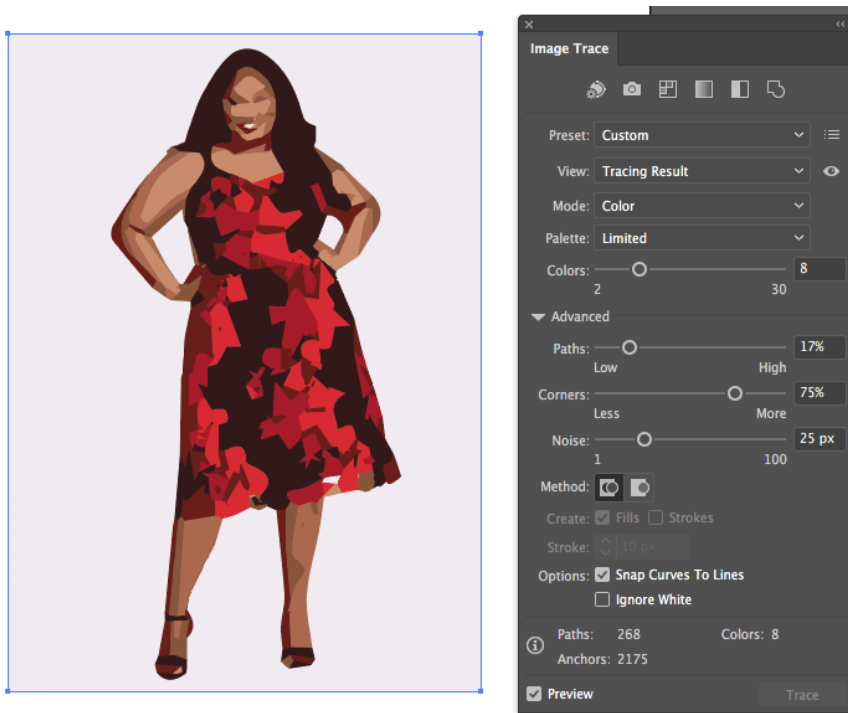 Image Trace
Preset: Custom
View: Tracing Result
Mode: Color
Palette: Limited
Colors: 8
2 30
Advanced
Paths: 17%
Low High
Corners: 75%
Less More
Noise: 25 px
1 100
Method:
Create: Fills Strokes
Stroke: 10 px
Options: Snap Curves To Lines
Ignore White
Paths: 268 Colors: 8
Anchors: 2175
Preview Trace